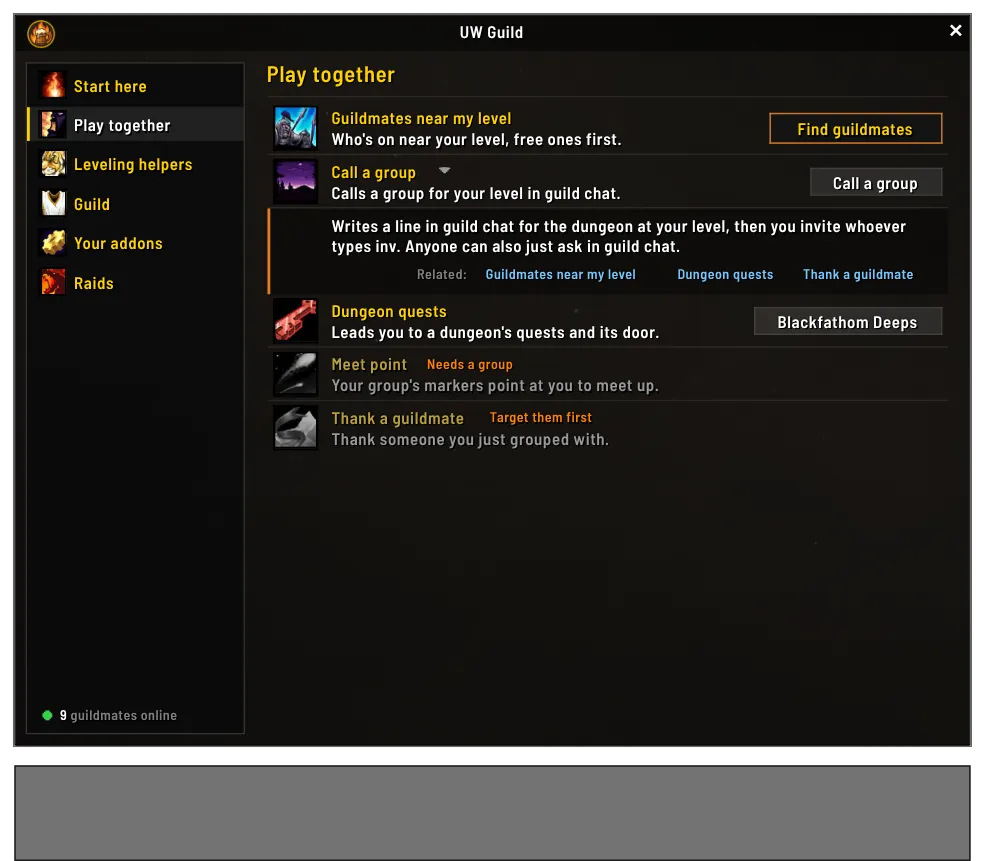 UW Guild
Start here
Play together
Leveling helpers
Guild
Your addons
Raids
9 guildmates online
Play together
Guildmates near my level
Who's on near your level, free ones first.
Find guildmates
Call a group
Calls a group for your level in guild chat.
Call a group
Writes a line in guild chat for the dungeon at your level, then you invite whoever
types inv. Anyone can also just ask in guild chat.
Related: Guildmates near my level Dungeon quests Thank a guildmate
Dungeon quests
Leads you to a dungeon's quests and its door.
Blackfathom Deeps
Meet point Needs a group
Your group's markers point at you to meet up.
Thank a guildmate Target them first
Thank someone you just grouped with.